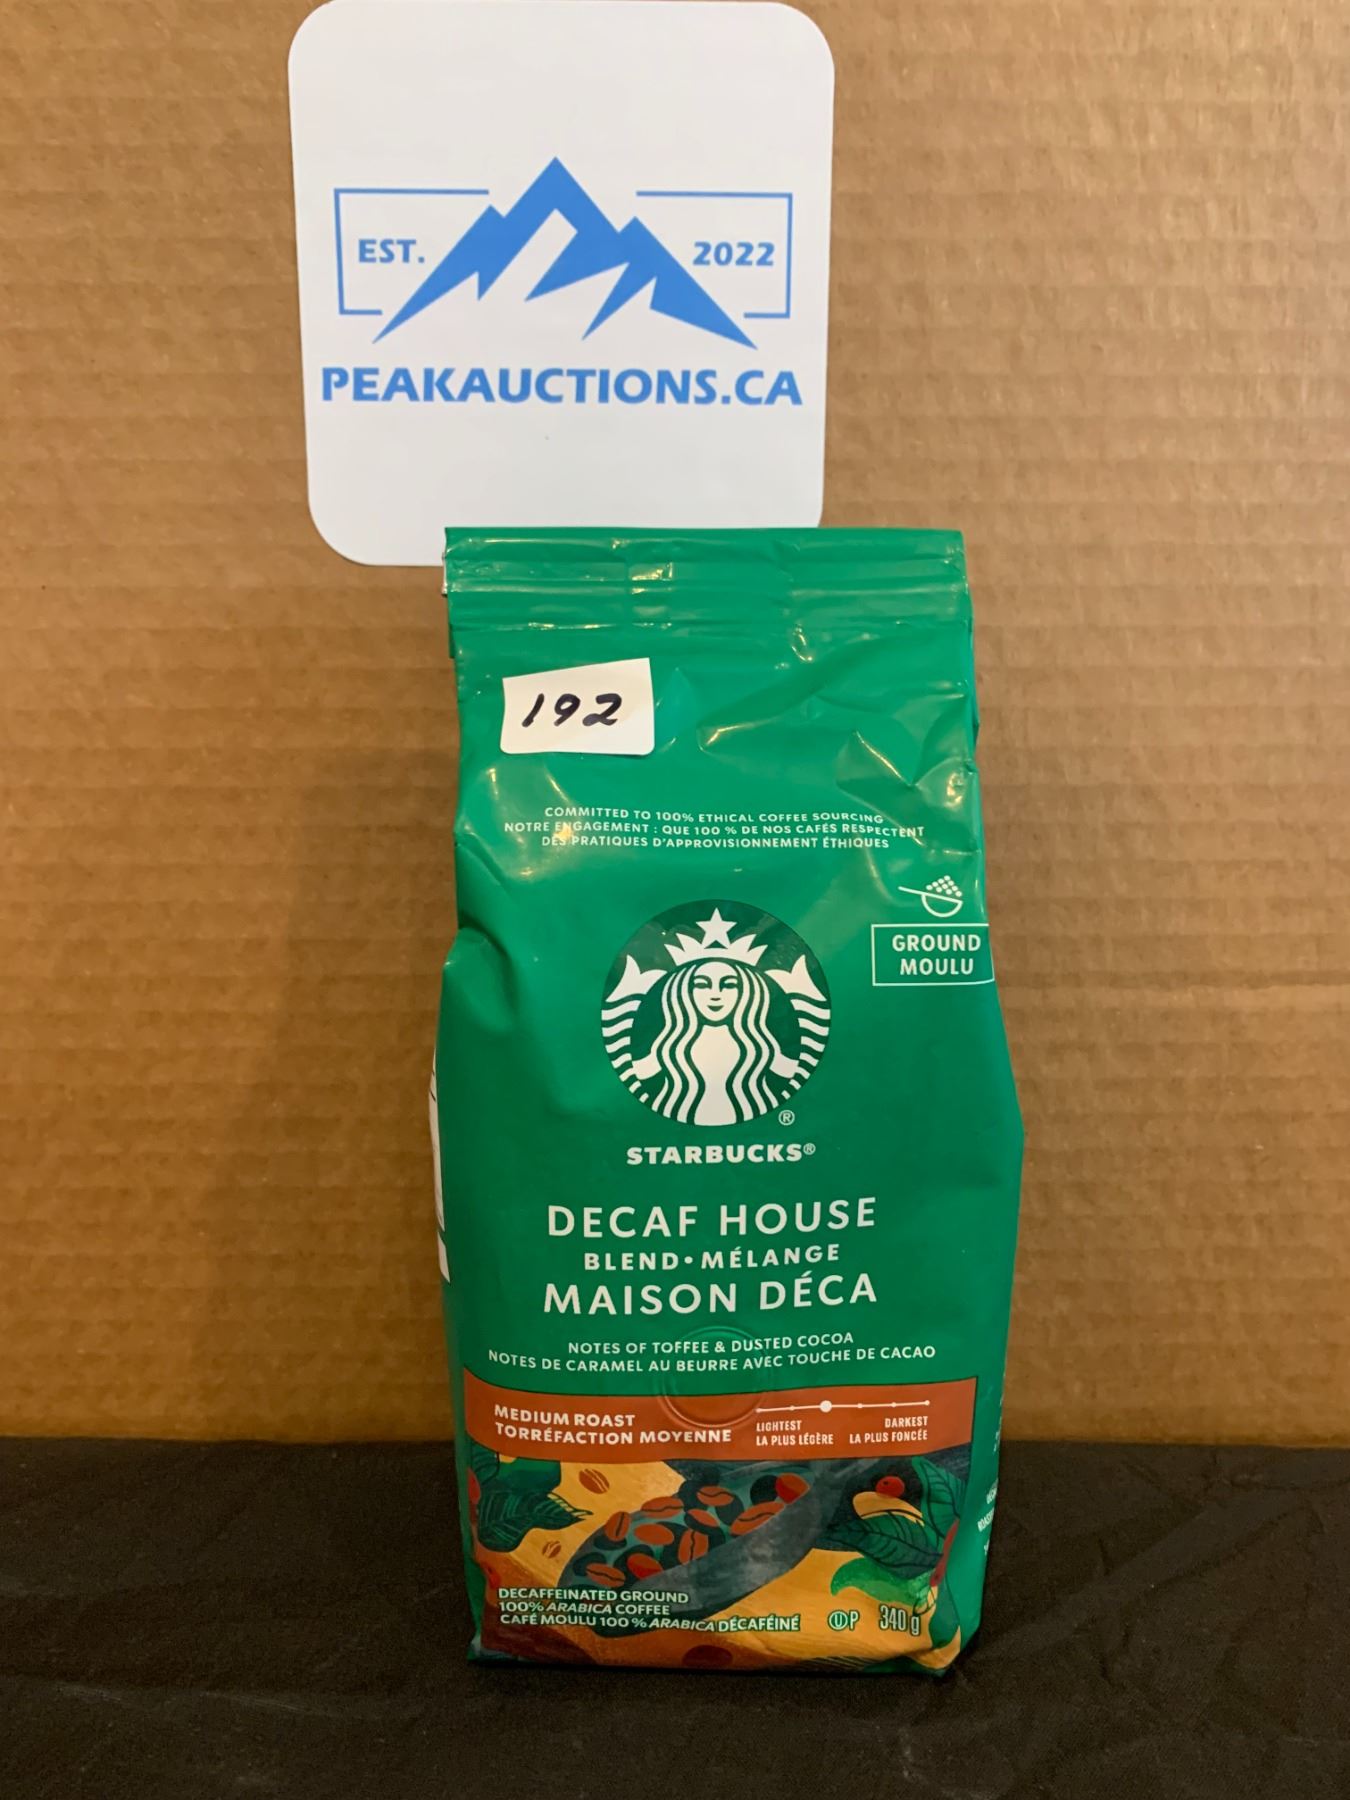 EST.
2022
PEAKAUCTIONS.CA
192
COMMITTED TO 100% ETHICAL COFFEE SOURCING
NOTRE ENGAGEMENT : QUE 100 % DE NOS CAFÉS RESPECTENT
DES PRATIQUES D'APPROVISIONNEMENT ÉTHIQUES
GROUND
MOULU
®
STARBUCKS®
DECAF HOUSE
BLEND•MÉLANGE
MAISON DÉCA
NOTES OF TOFFEE & DUSTED COCOA
NOTES DE CARAMEL AU BEURRE AVEC TOUCHE DE CACAO
MEDIUM ROAST
TORRÉFACTION MOYENNE
LIGHTEST
LA PLUS LÉGÈRE
DARKEST
LA PLUS FONCÉE
DECAFFEINATED GROUND
100% ARABICA COFFEE
CAFÉ MOULU 100 % ARABICA DÉCAFÉINÉ
Ⓤ P 340 g